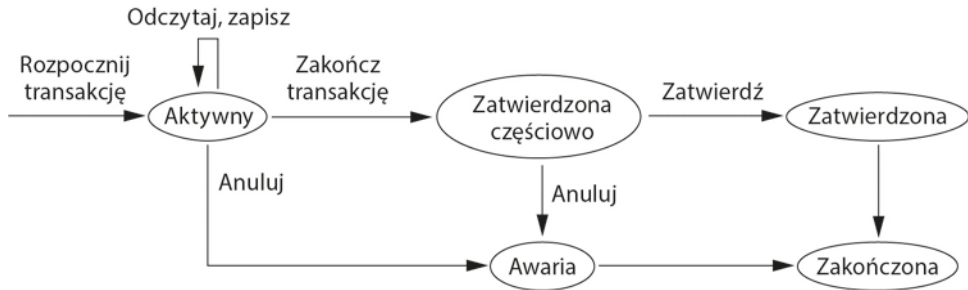 Odczytaj, zapisz
Rozpocznij
transakcję
Aktywny
Zakończ
transakcję
Zatwierdzona
częściowo
Zatwierdź
Zatwierdzona
Anuluj
Anuluj
Awaria
Zakończona